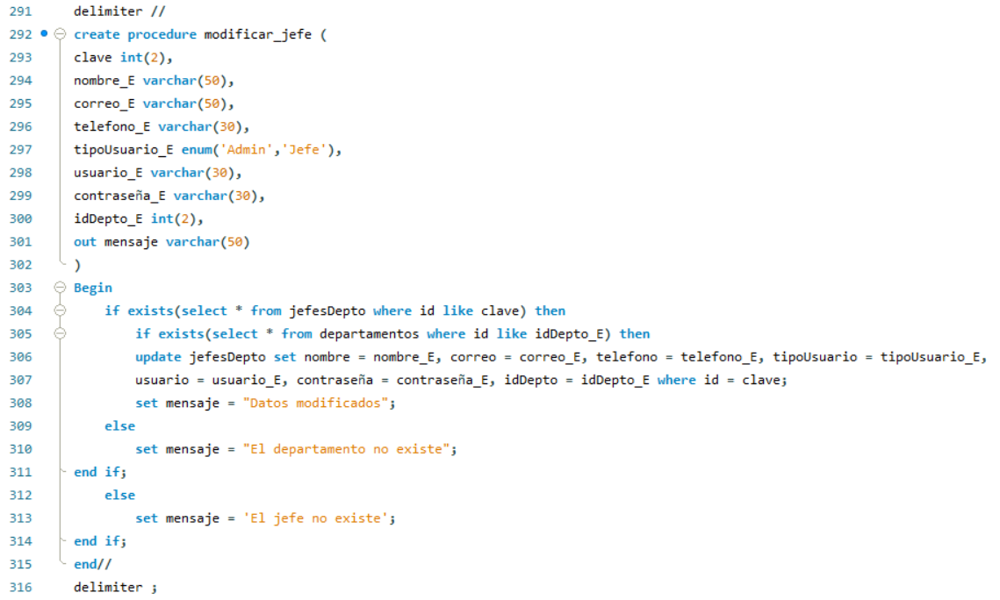 291 delimiter //
292 create procedure modificar_jefe (
293 clave int(2),
294 nombre_E varchar(50),
295 correo_E varchar(50),
296 telefono_E varchar(30),
297 tipoUsuario_E enum('Admin','Jefe'),
298 usuario_E varchar(30),
299 contraseña_E varchar(30),
300 idDepto_E int(2),
301 out mensaje varchar(50)
302 )
303 Begin
304 if exists(select * from jefesDepto where id like clave) then
305 if exists(select * from departamentos where id like idDepto_E) then
306 update jefesDepto set nombre = nombre_E, correo = correo_E, telefono = telefono_E, tipoUsuario = tipoUsuario_E,
307 usuario = usuario_E, contraseña = contraseña_E, idDepto = idDepto_E where id = clave;
308 set mensaje = "Datos modificados";
309 else
310 set mensaje = "El departamento no existe";
311 end if;
312 else
313 set mensaje = 'El jefe no existe';
314 end if;
315 end//
316 delimiter ;